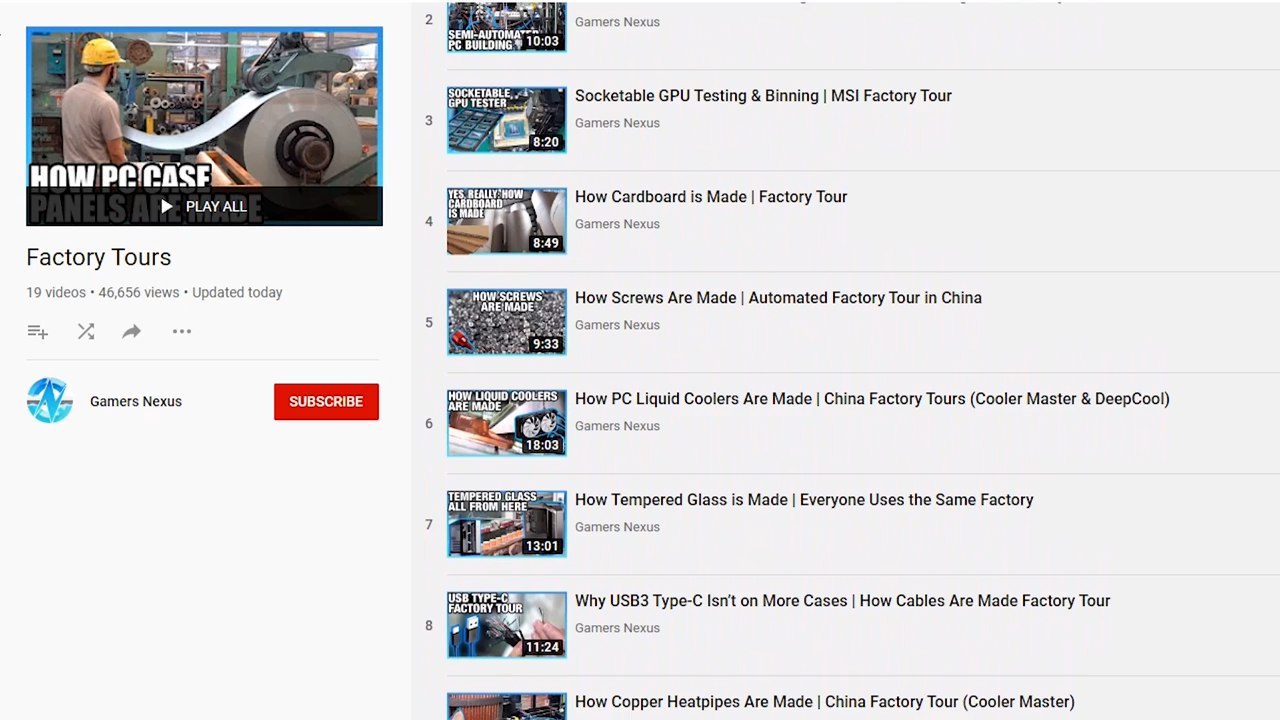 HOW PC CASE
PANELS ARE MADE
PLAY ALL
Factory Tours
19 videos • 46,656 views • Updated today
Gamers Nexus
SUBSCRIBE
2
SEMI-AUTOMATED
PC BUILDING
10:03
Gamers Nexus
3
SOCKETABLE
GPU TESTER
8:20
Socketable GPU Testing & Binning | MSI Factory Tour
Gamers Nexus
4
YES, REALLY: HOW
CARDBOARD
IS MADE
8:49
How Cardboard is Made | Factory Tour
Gamers Nexus
5
HOW SCREWS
ARE MADE
9:33
How Screws Are Made | Automated Factory Tour in China
Gamers Nexus
6
HOW LIQUID COOLERS
ARE MADE
18:03
How PC Liquid Coolers Are Made | China Factory Tours (Cooler Master & DeepCool)
Gamers Nexus
7
TEMPERED GLASS
ALL FROM HERE
13:01
How Tempered Glass is Made | Everyone Uses the Same Factory
Gamers Nexus
8
USB TYPE-C
FACTORY TOUR
11:24
Why USB3 Type-C Isn't on More Cases | How Cables Are Made Factory Tour
Gamers Nexus
How Copper Heatpipes Are Made | China Factory Tour (Cooler Master)